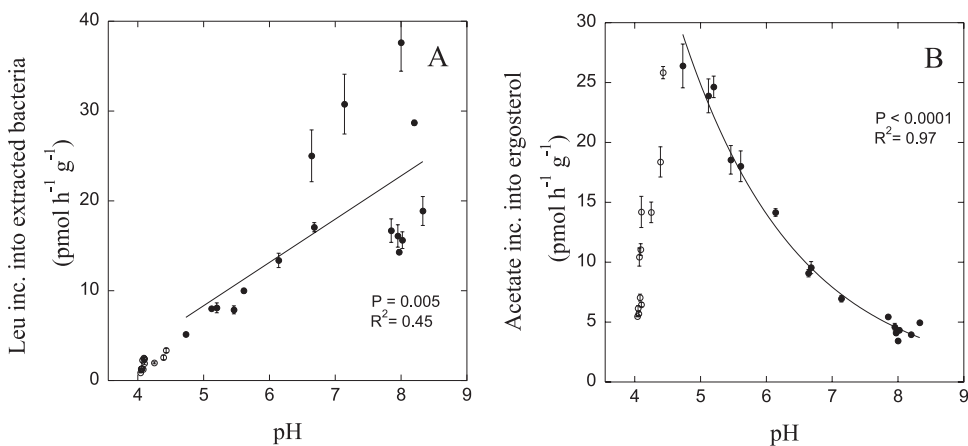 Leu inc. into extracted bacteria
(pmol h⁻¹ g⁻¹)
40
30
20
10
0
A
P = 0.005
R² = 0.45
4 5 6 7 8 9
pH
Acetate inc. into ergosterol
(pmol h⁻¹ g⁻¹)
30
25
20
15
10
5
0
B
P < 0.0001
R² = 0.97
4 5 6 7 8 9
pH